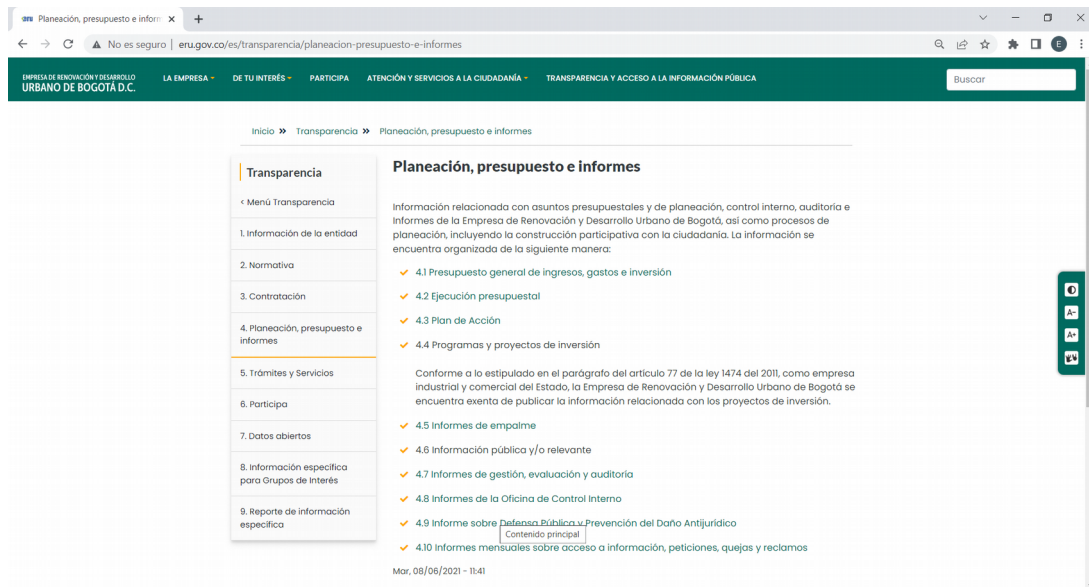 eru Planeación, presupuesto e inform
No es seguro | eru.gov.co/es/transparencia/planeacion-presupuesto-e-informes
E
EMPRESA DE RENOVACIÓN Y DESARROLLO
URBANO DE BOGOTÁ D.C.
LA EMPRESA
DE TU INTERÉS
PARTICIPA
ATENCIÓN Y SERVICIOS A LA CIUDADANÍA
TRANSPARENCIA Y ACCESO A LA INFORMACIÓN PÚBLICA
Buscar
Inicio » Transparencia » Planeación, presupuesto e informes
Transparencia
< Menú Transparencia
1. Información de la entidad
2. Normativa
3. Contratación
4. Planeación, presupuesto e
informes
5. Trámites y Servicios
6. Participa
7. Datos abiertos
8. Información específica
para Grupos de Interés
9. Reporte de información
específica
Planeación, presupuesto e informes
Información relacionada con asuntos presupuestales y de planeación, control interno, auditoría e
Informes de la Empresa de Renovación y Desarrollo Urbano de Bogotá, así como procesos de
planeación, incluyendo la construcción participativa con la ciudadanía. La información se
encuentra organizada de la siguiente manera:
4.1 Presupuesto general de ingresos, gastos e inversión
4.2 Ejecución presupuestal
4.3 Plan de Acción
4.4 Programas y proyectos de inversión
Conforme a lo estipulado en el parágrafo del artículo 77 de la ley 1474 del 2011, como empresa
industrial y comercial del Estado, la Empresa de Renovación y Desarrollo Urbano de Bogotá se
encuentra exenta de publicar la información relacionada con los proyectos de inversión.
4.5 Informes de empalme
4.6 Información pública y/o relevante
4.7 Informes de gestión, evaluación y auditoría
4.8 Informes de la Oficina de Control Interno
4.9 Informe sobre Defensa Pública y Prevención del Daño Antijurídico
Contenido principal
4.10 Informes mensuales sobre acceso a información, peticiones, quejas y reclamos
Mar, 08/06/2021 - 11:41
A-
A+